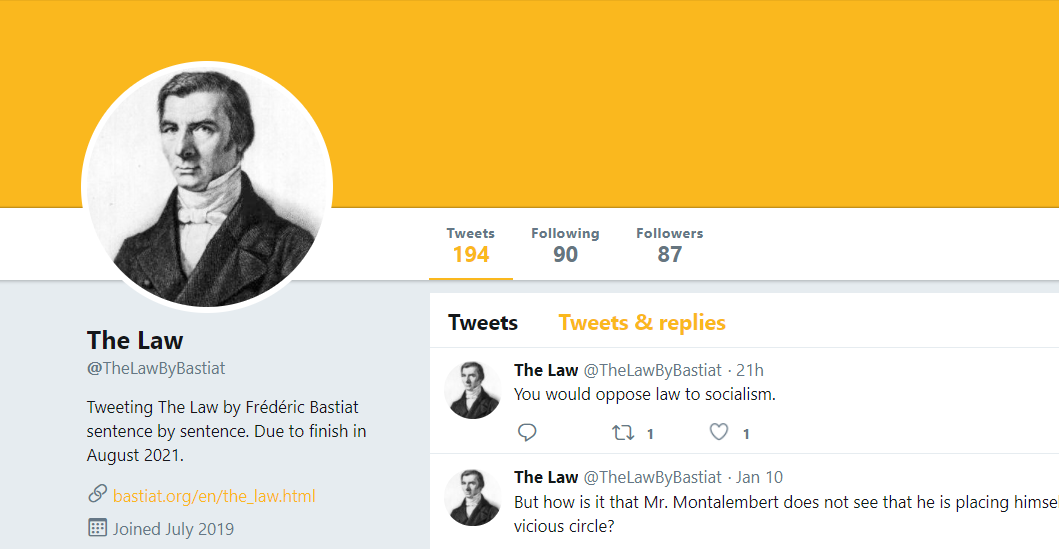 Tweets Following Followers
194 90 87
The Law
@TheLawByBastiat
Tweeting The Law by Frédéric Bastiat
sentence by sentence. Due to finish in
August 2021.
bastiat.org/en/the_law.html
Joined July 2019
Tweets Tweets & replies
The Law @TheLawByBastiat · 21h
You would oppose law to socialism.
1 1
The Law @TheLawByBastiat · Jan 10
But how is it that Mr. Montalembert does not see that he is placing
vicious circle?